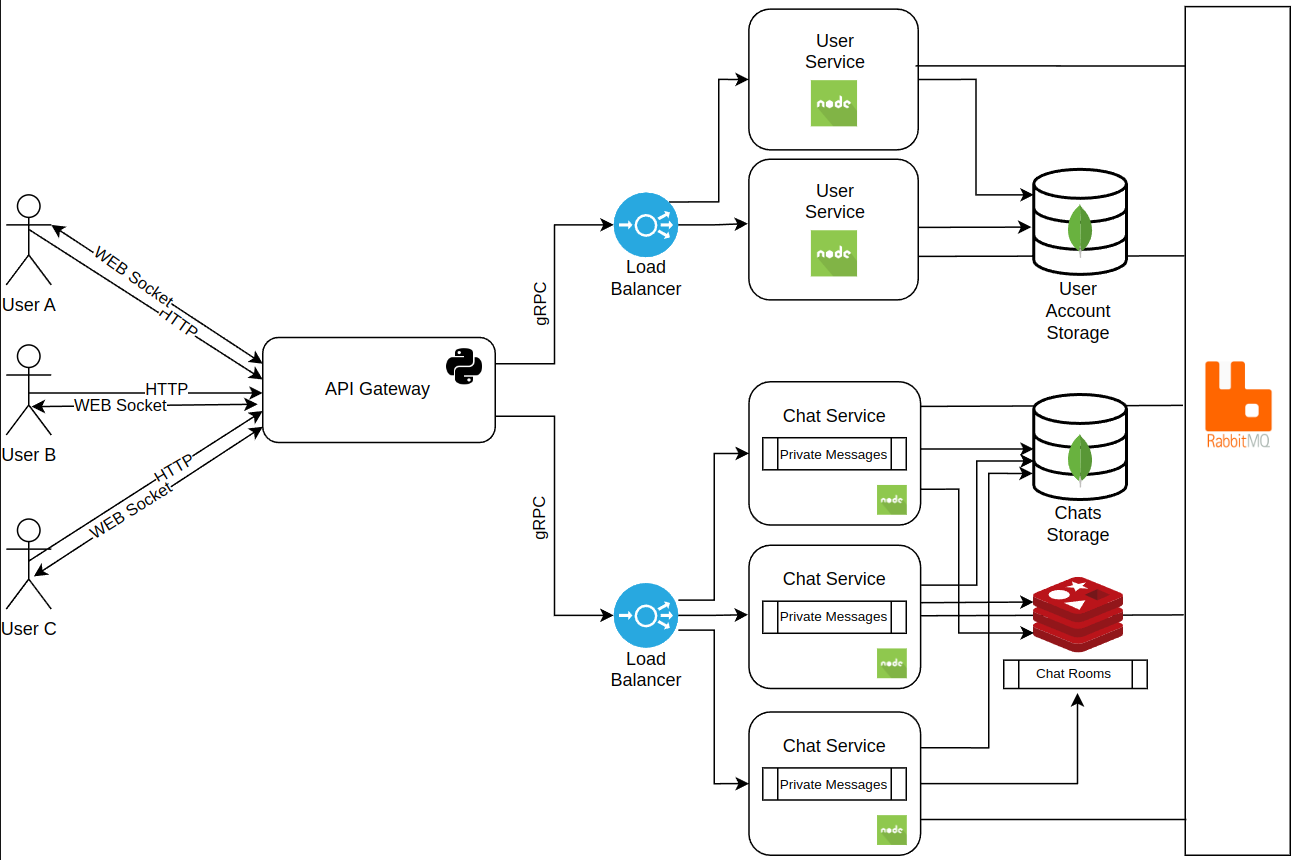 User
Service
node
User
Service
node
User A
WEB Socket
HTTP
User B
HTTP
WEB Socket
User C
HTTP
WEB Socket
API Gateway
gRPC
gRPC
Load
Balancer
Load
Balancer
User
Account
Storage
Chat Service
Private Messages
node
Chat Service
Private Messages
node
Chat Service
Private Messages
node
Chats
Storage
Chat Rooms
RabbitMQ